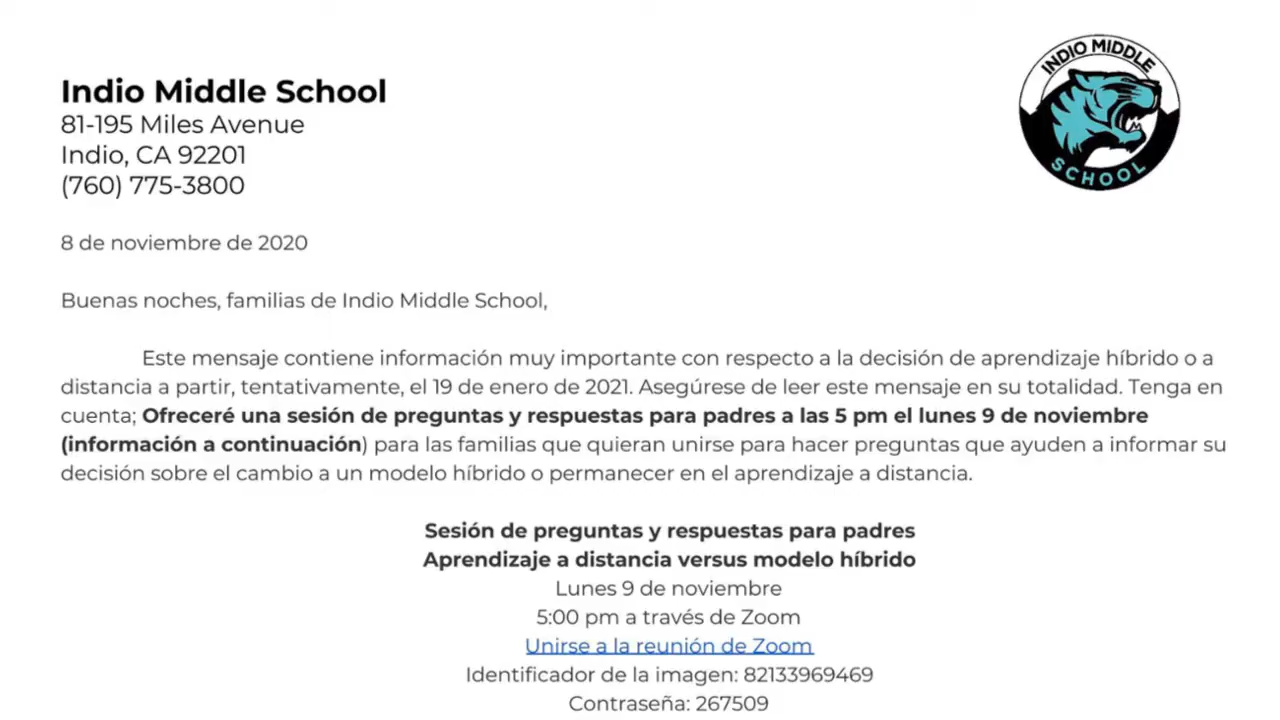 Indio Middle School
81-195 Miles Avenue
Indio, CA 92201
(760) 775-3800
INDIO MIDDLE
SCHOOL
8 de noviembre de 2020
Buenas noches, familias de Indio Middle School,
Este mensaje contiene información muy importante con respecto a la decisión de aprendizaje híbrido o a
distancia a partir, tentativamente, el 19 de enero de 2021. Asegúrese de leer este mensaje en su totalidad. Tenga en
cuenta; Ofreceré una sesión de preguntas y respuestas para padres a las 5 pm el lunes 9 de noviembre
(información a continuación) para las familias que quieran unirse para hacer preguntas que ayuden a informar su
decisión sobre el cambio a un modelo híbrido o permanecer en el aprendizaje a distancia.
Sesión de preguntas y respuestas para padres
Aprendizaje a distancia versus modelo híbrido
Lunes 9 de noviembre
5:00 pm a través de Zoom
Unirse a la reunión de Zoom
Identificador de la imagen: 82133969469
Contraseña: 267509